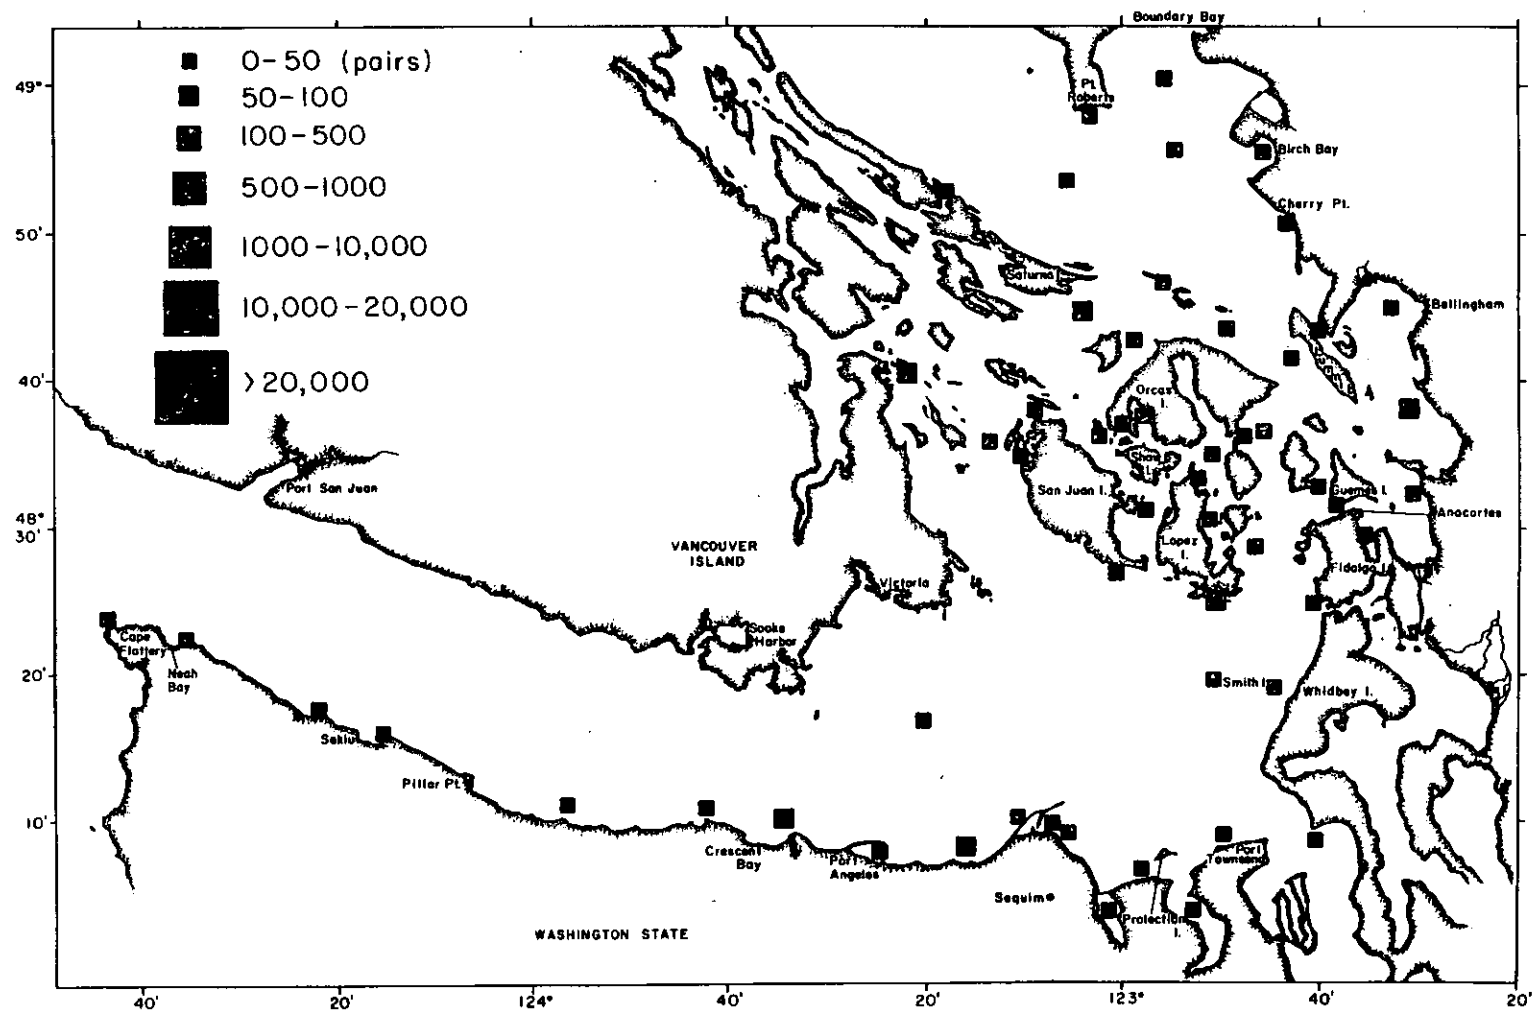 Boundary Bay
0-50 (pairs)
50-100
100-500
500-1000
1000-10,000
10,000-20,000
>20,000
49°
50'
40'
48°
30'
20'
10'
Pt.
Roberts
Birch Bay
Cherry Pt.
Saturna I.
Bellingham
Orcas
I.
Shaw
I.
San Juan I.
Lopez
I.
Guemes I.
Anacortes
Fidalgo I.
Port San Juan
VANCOUVER
ISLAND
Victoria
Sooke
Harbor
Cape
Flattery
Neah
Bay
Sekiu
Pillar Pt.
Crescent
Bay
Port
Angeles
Sequim
Smith I.
Whidbey I.
Port
Townsend
Protection
I.
WASHINGTON STATE
40'
20'
124°
40'
20'
123°
40'
20'